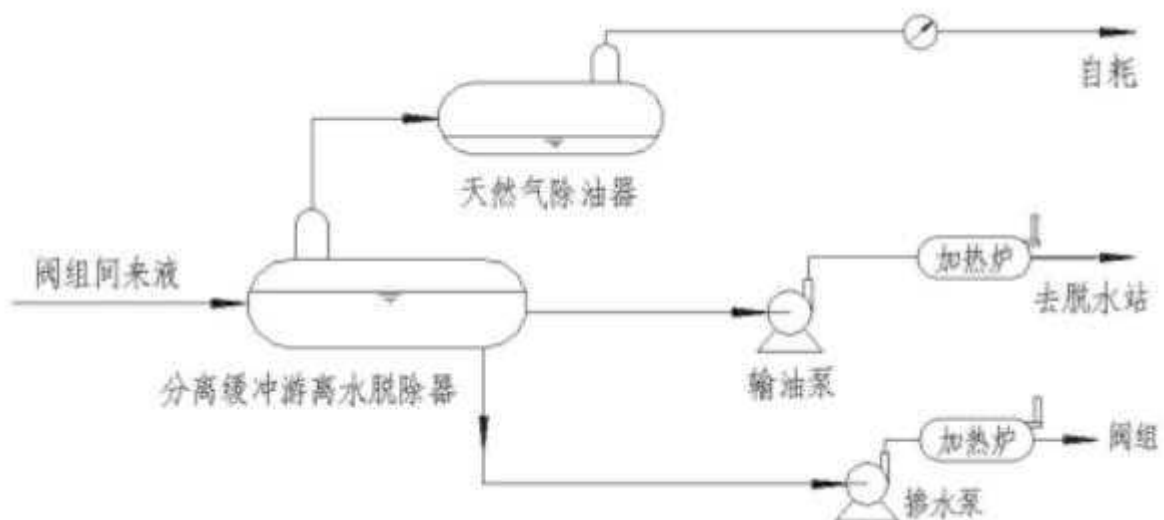 自耗
天然气除油器
阀组间来液
加热炉
去脱水站
分离缓冲游离水脱除器
输油泵
加热炉
阀组
掺水泵